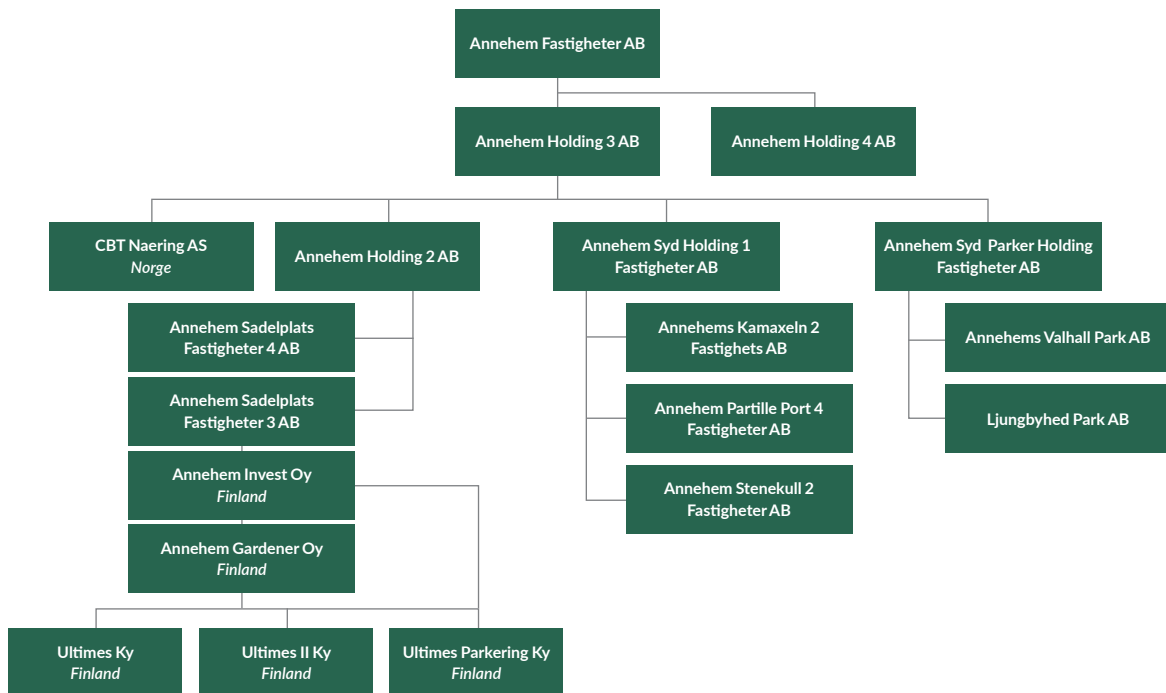 Annehem Fastigheter AB
Annehem Holding 3 AB
Annehem Holding 4 AB
CBT Naering AS
Norge
Annehem Holding 2 AB
Annehem Syd Holding 1
Fastigheter AB
Annehem Syd Parker Holding
Fastigheter AB
Annehem Sadelplats
Fastigheter 4 AB
Annehem Sadelplats
Fastigheter 3 AB
Annehem Invest Oy
Finland
Annehem Gardener Oy
Finland
Ultimes Ky
Finland
Ultimes II Ky
Finland
Ultimes Parkering Ky
Finland
Annehems Kamaxeln 2
Fastighets AB
Annehem Partille Port 4
Fastigheter AB
Annehem Stenekull 2
Fastigheter AB
Annehems Valhall Park AB
Ljungbyhed Park AB